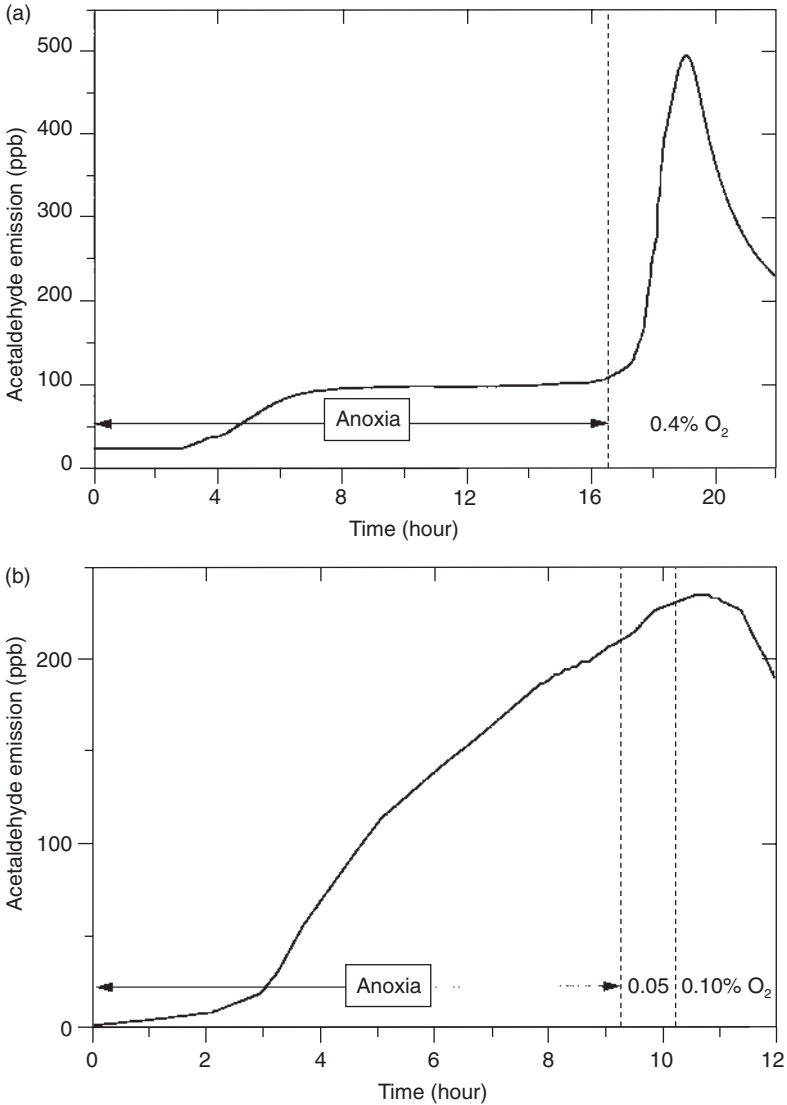 (a)
500
400
300
200
100
0
Acetaldehyde emission (ppb)
Anoxia
0.4% O2
0 4 8 12 16 20
Time (hour)
(b)
200
100
0
Acetaldehyde emission (ppb)
Anoxia
0.05 0.10% O2
0 2 4 6 8 10 12
Time (hour)